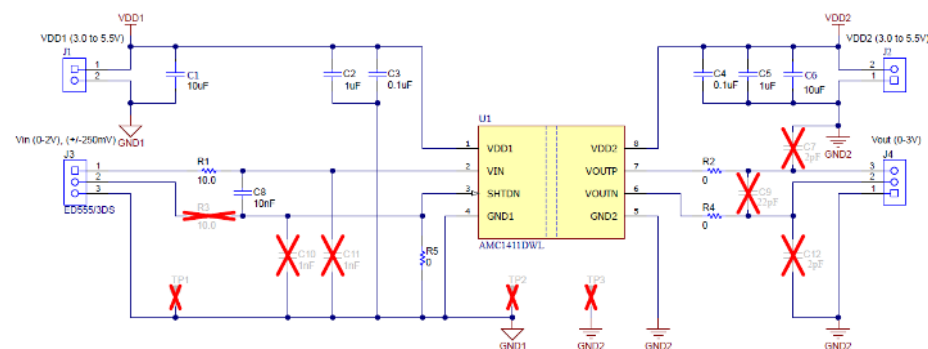 VDD1
VDD2
VDD1 (3.0 to 5.5V)
J1
1
2
C1
10uF
C2
1uF
C3
0.1uF
C4
0.1uF
C5
1uF
C6
10uF
VDD2 (3.0 to 5.5V)
J2
2
1
GND1
GND2
Vin (0-2V), (+/-250mV)
J3
1
2
3
ED555/3DS
R1
10.0
C8
10nF
R3
10.0
C10
1nF
C11
1nF
R5
0
U1
1
VDD1
2
VIN
3
SHTDN
4
GND1
VDD2
8
VOUTP
7
VOUTN
6
GND2
5
AMC1411DWL
R2
0
R4
0
C7
2pF
C9
22pF
C12
2pF
Vout (0-3V)
J4
3
2
1
TP1
TP2
TP3
GND1
GND2
GND2
GND2